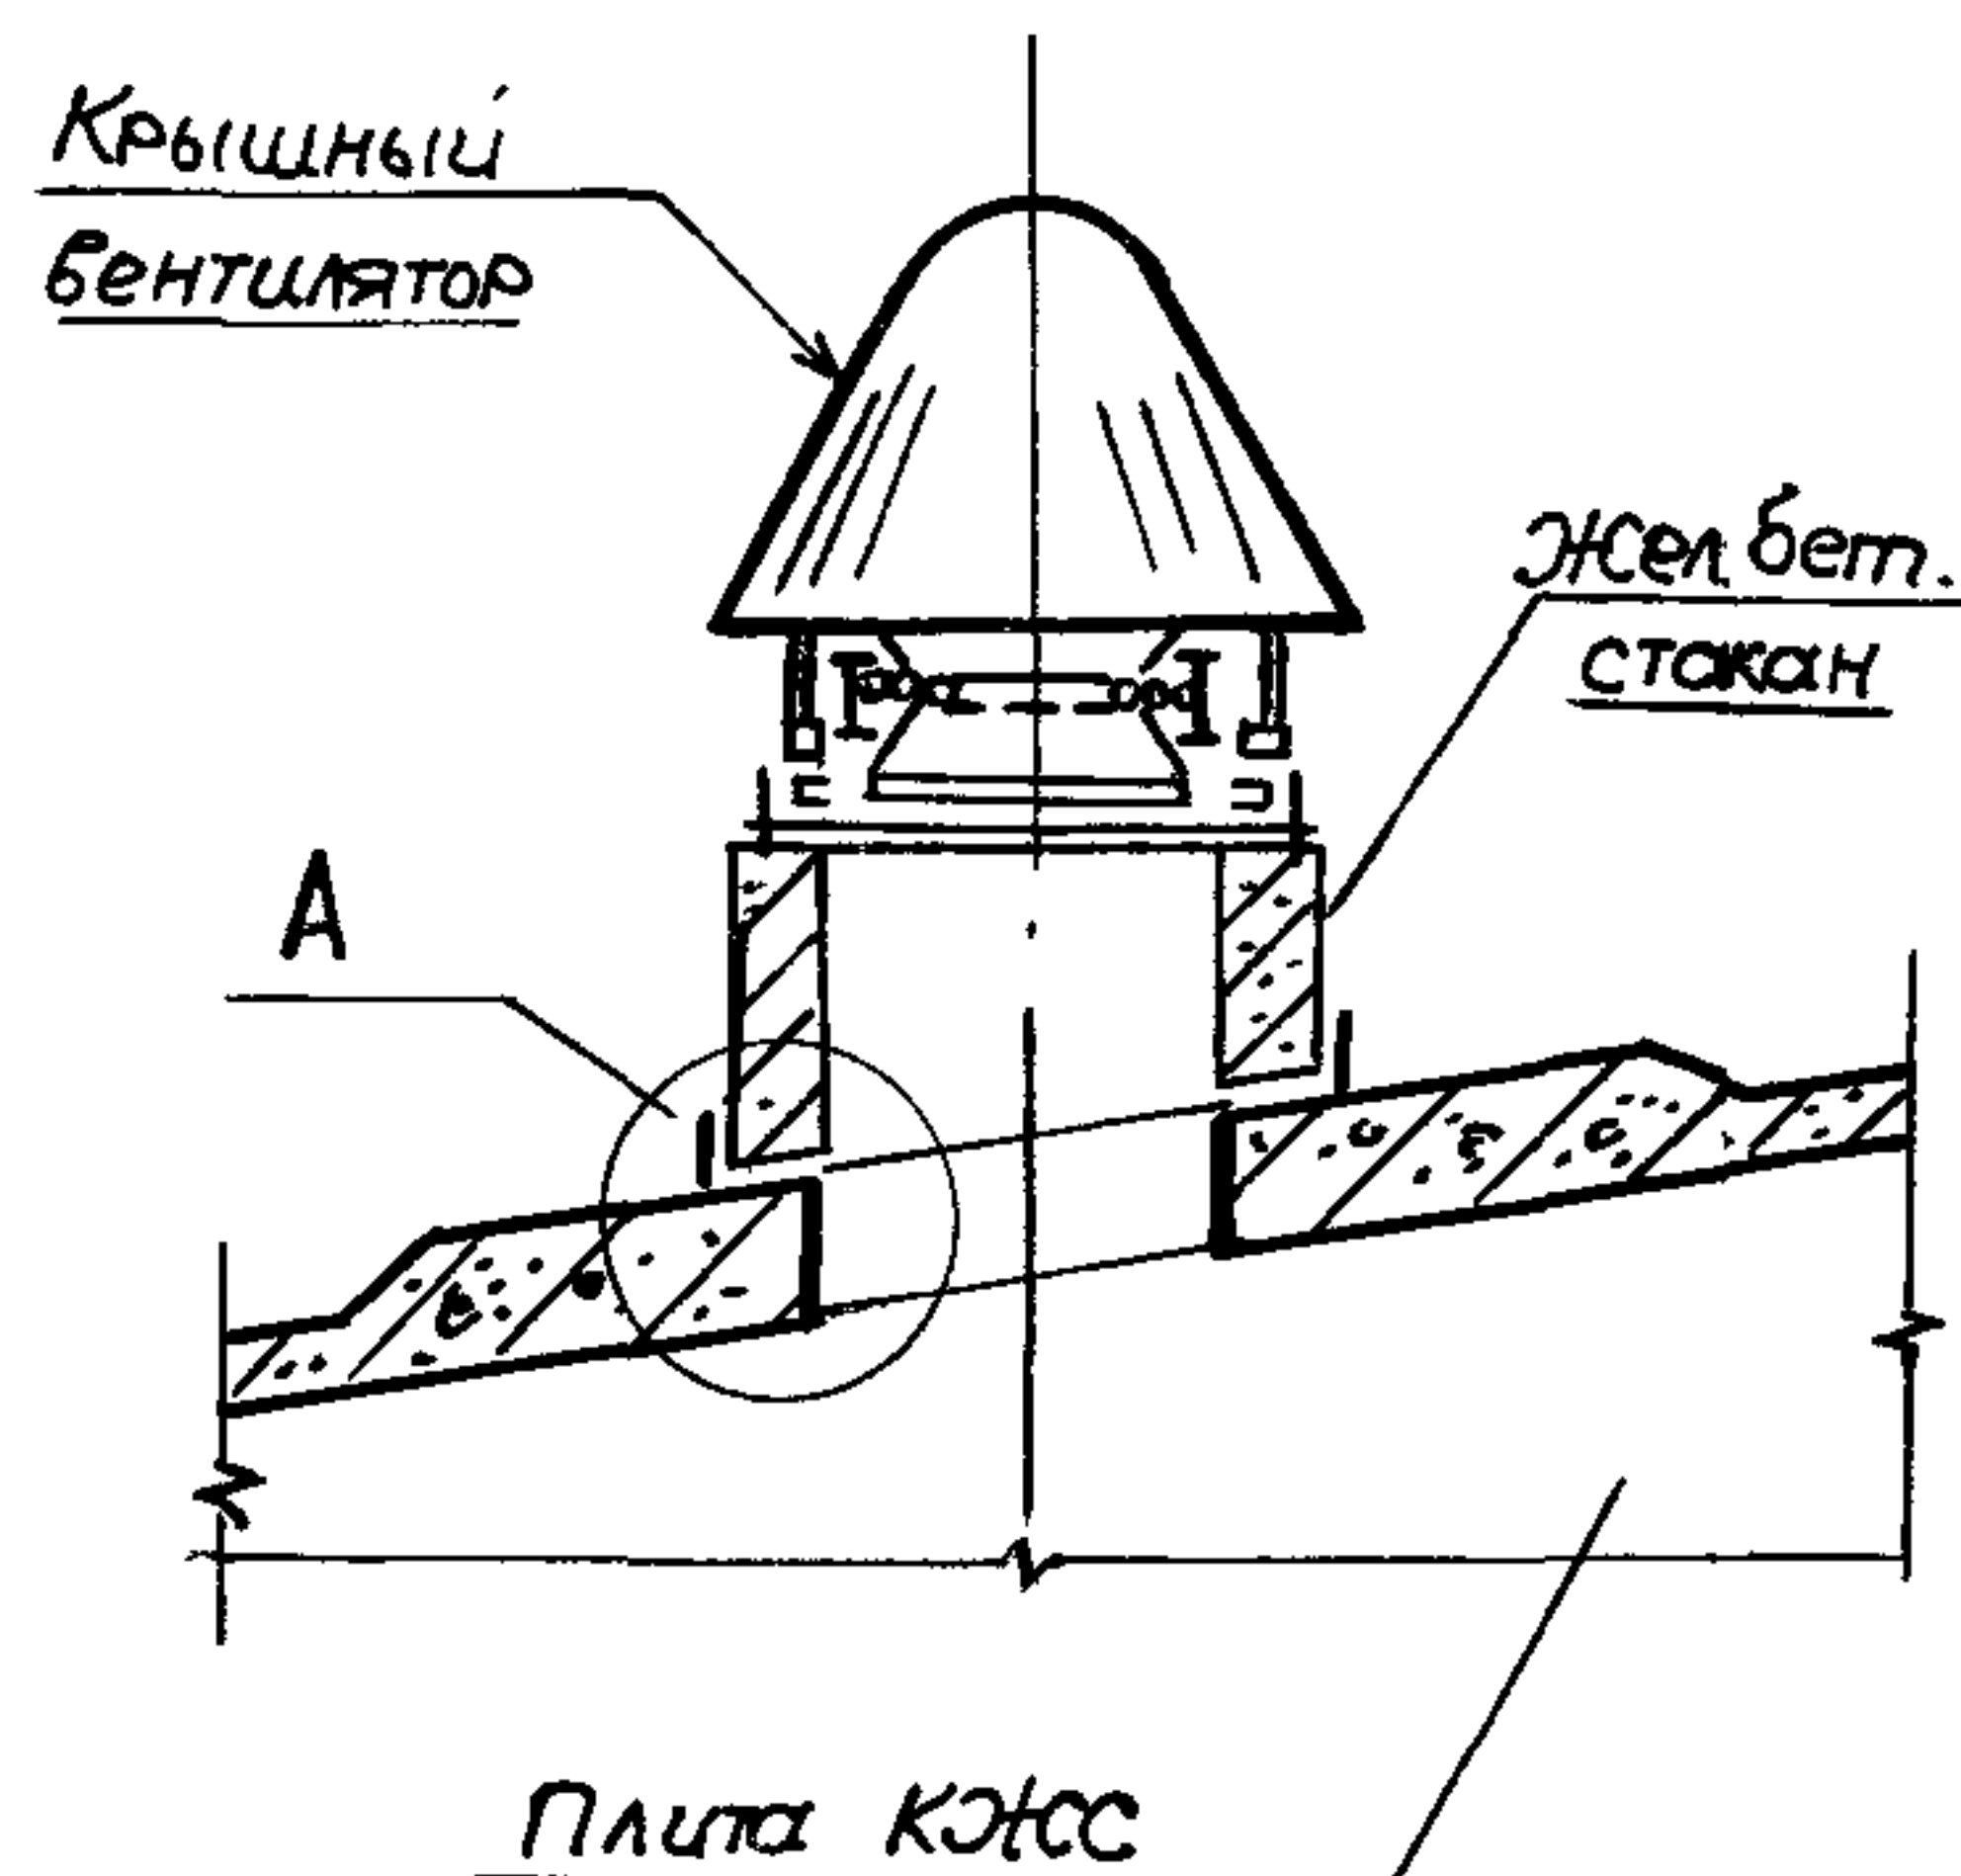 Крышный
вентилятор
Жел бет.
стакан
А
Плита КЖС